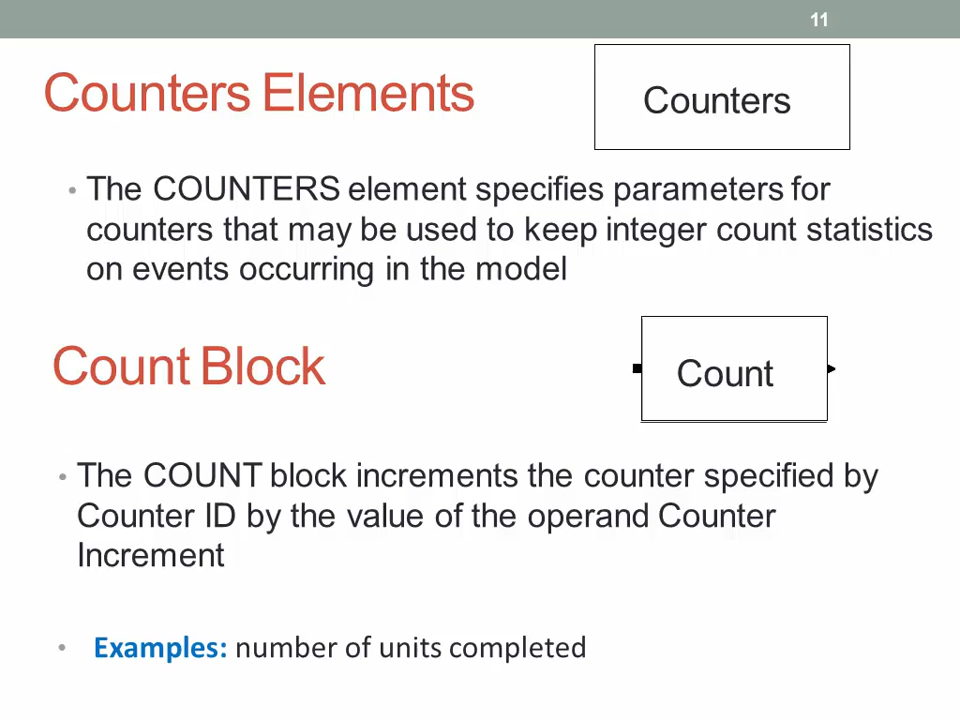 11
Counters Elements
Counters
• The COUNTERS element specifies parameters for
counters that may be used to keep integer count statistics
on events occurring in the model
Count Block
Count
• The COUNT block increments the counter specified by
Counter ID by the value of the operand Counter
Increment
• Examples: number of units completed